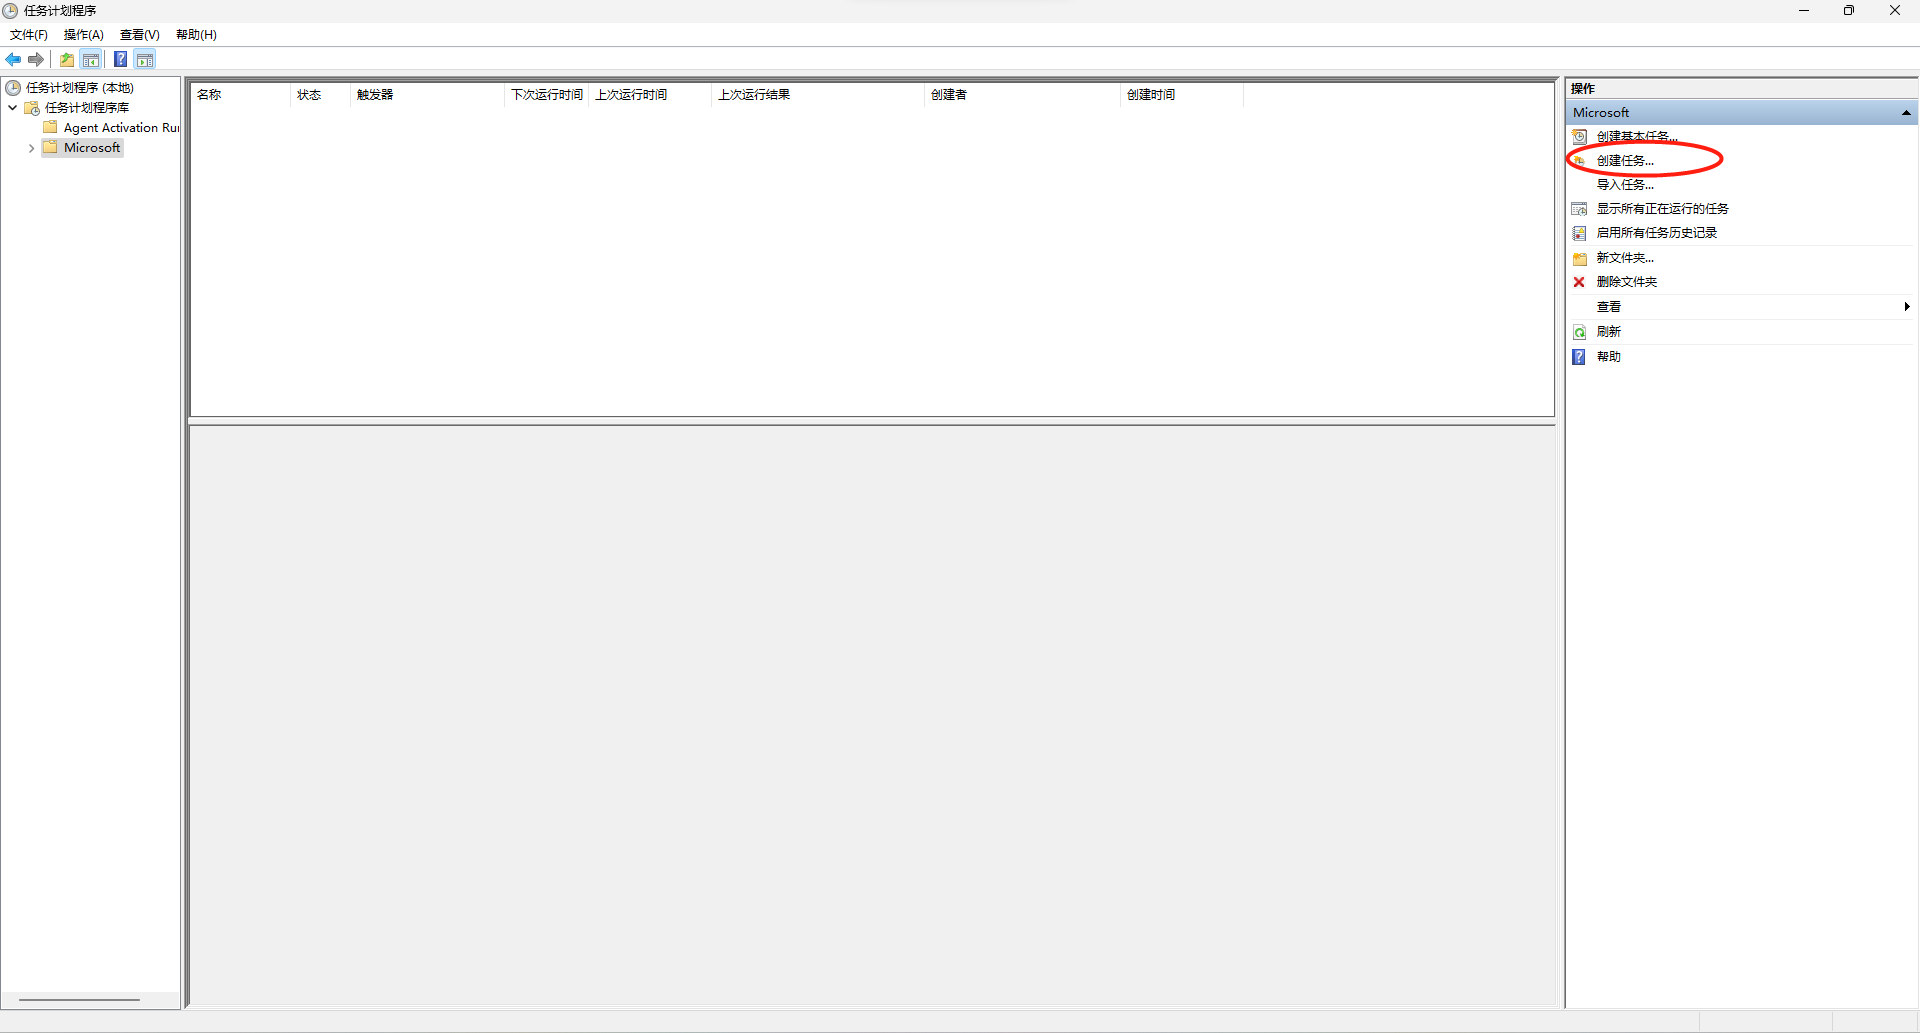 任务计划程序
文件(F) 操作(A) 查看(V) 帮助(H)
任务计划程序 (本地)
任务计划程序库
Agent Activation Ru
Microsoft
名称 状态 触发器 下次运行时间 上次运行时间 上次运行结果 创建者 创建时间
操作
Microsoft
创建基本任务...
创建任务...
导入任务...
显示所有正在运行的任务
启用所有任务历史记录
新文件夹...
删除文件夹
查看
刷新
帮助